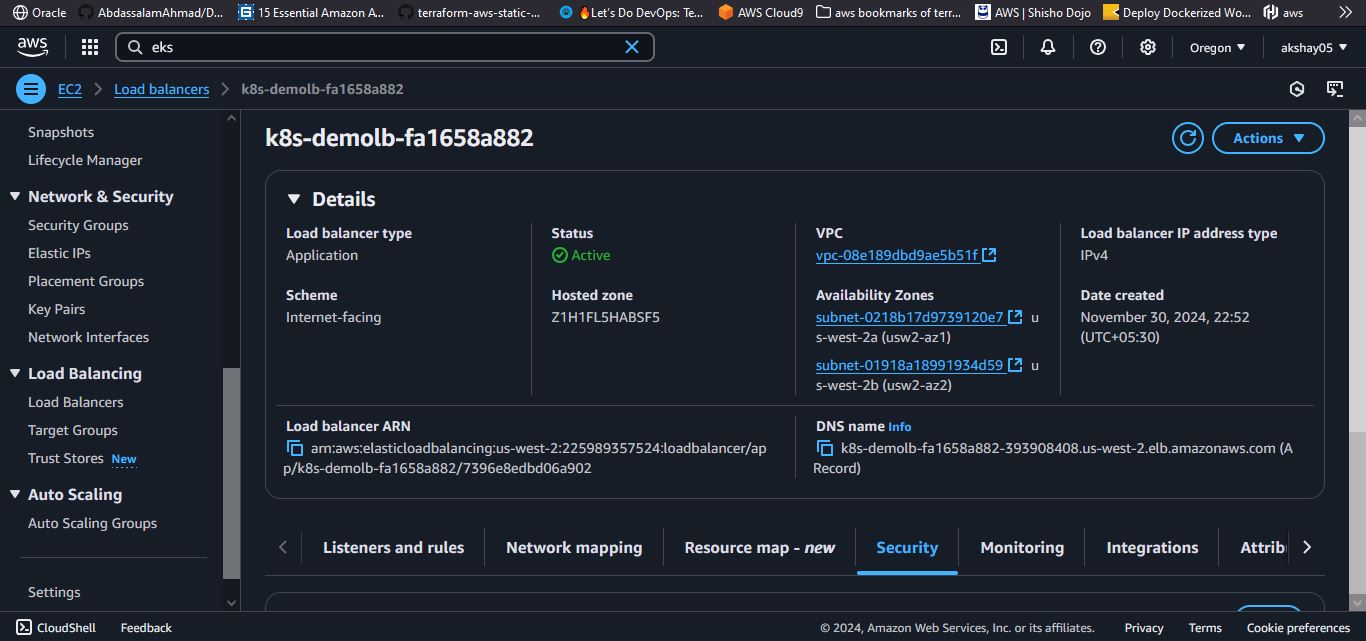 Oracle AbdassalamAhmad/D... 15 Essential Amazon A... terraform-aws-static-... 🔥Let's Do DevOps: Te... AWS Cloud9 aws bookmarks of terr... AWS | Shisho Dojo Deploy Dockerized Wo... aws
aws eks Oregon akshay05
EC2 Load balancers k8s-demolb-fa1658a882
Snapshots
Lifecycle Manager
Network & Security
Security Groups
Elastic IPs
Placement Groups
Key Pairs
Network Interfaces
Load Balancing
Load Balancers
Target Groups
Trust Stores New
Auto Scaling
Auto Scaling Groups
Settings
k8s-demolb-fa1658a882
Actions
Details
Load balancer type
Application
Status
Active
VPC
vpc-08e189dbd9ae5b51f
Load balancer IP address type
IPv4
Scheme
Internet-facing
Hosted zone
Z1H1FL5HABSF5
Availability Zones
subnet-0218b17d9739120e7 u
s-west-2a (usw2-az1)
subnet-01918a18991934d59 u
s-west-2b (usw2-az2)
Date created
November 30, 2024, 22:52
(UTC+05:30)
Load balancer ARN
arn:aws:elasticloadbalancing:us-west-2:225989357524:loadbalancer/ap
p/k8s-demolb-fa1658a882/7396e8edbd06a902
DNS name Info
k8s-demolb-fa1658a882-393908408.us-west-2.elb.amazonaws.com (A
Record)
Listeners and rules Network mapping Resource map - new Security Monitoring Integrations Attrib
CloudShell Feedback © 2024, Amazon Web Services, Inc. or its affiliates. Privacy Terms Cookie preferences